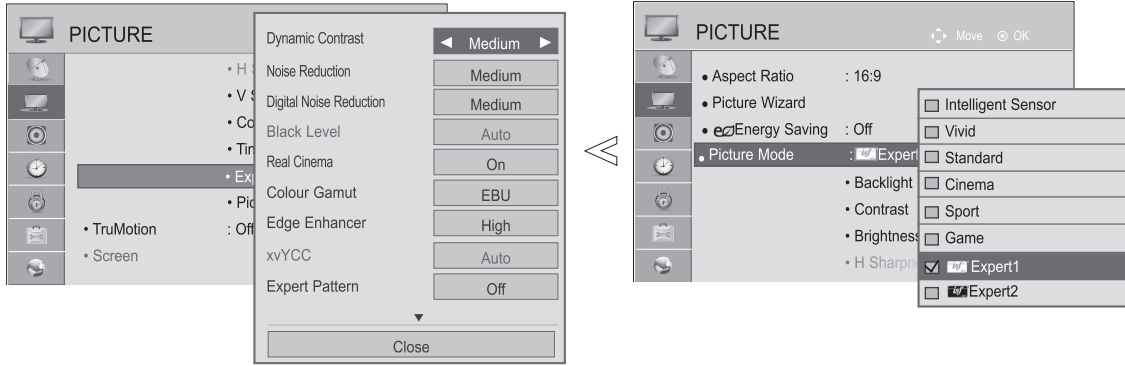 PICTURE
• H S
• V S
• Co
• Tin
• Exp
• Pic
• TruMotion : Off
• Screen
Dynamic Contrast ◀ Medium ▶
Noise Reduction Medium
Digital Noise Reduction Medium
Black Level Auto
Real Cinema On
Colour Gamut EBU
Edge Enhancer High
xvYCC Auto
Expert Pattern Off
▼
Close
PICTURE Move OK
• Aspect Ratio : 16:9
• Picture Wizard
• Energy Saving : Off
• Picture Mode : isf Expert
• Backlight
• Contrast
• Brightness
• H Sharpn
Intelligent Sensor
Vivid
Standard
Cinema
Sport
Game
isf Expert1
isf Expert2